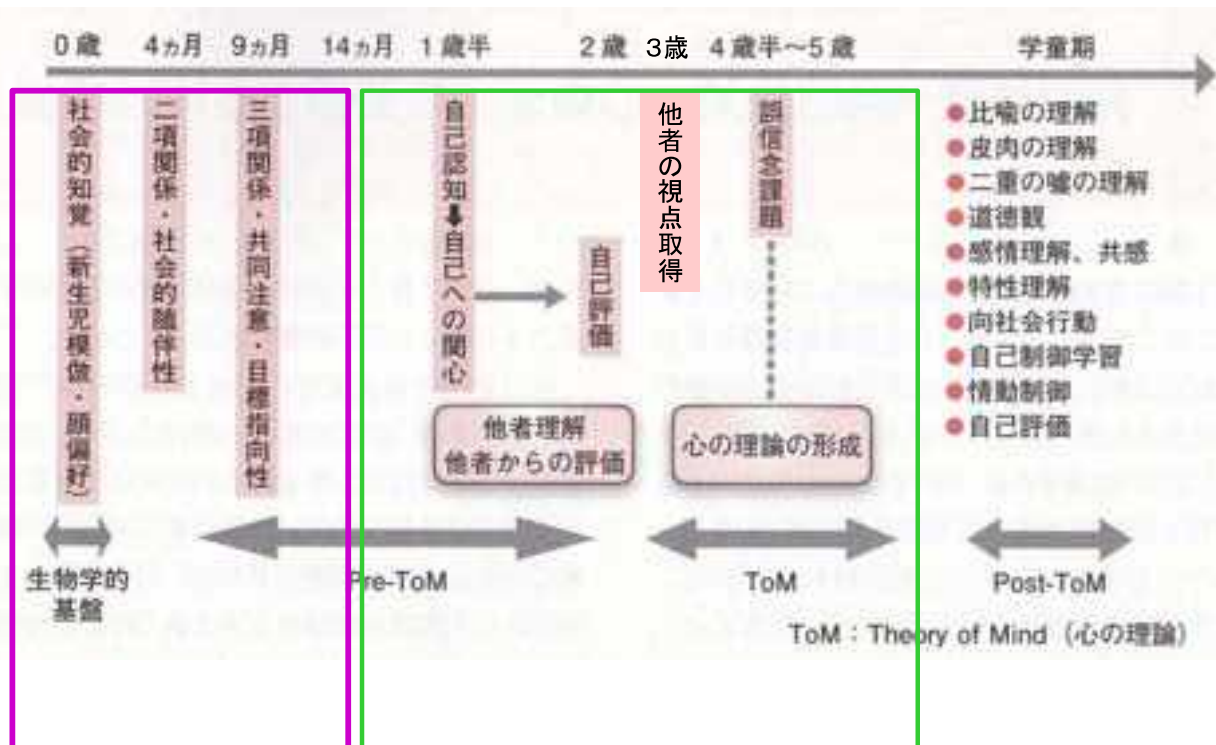 0歳 4ヵ月 9ヵ月 14ヵ月 1歳半 2歳 3歳 4歳半〜5歳 学童期
社会的知覚（新生児模倣・顔偏好）
二項関係・社会的随伴性
三項関係・共同注意・目標指向性
自己認知➡自己への関心
自己評価
他者の視点取得
誤信念課題
●比喩の理解
●皮肉の理解
●二重の嘘の理解
●道徳観
●感情理解、共感
●特性理解
●向社会行動
●自己制御学習
●情動制御
●自己評価
他者理解
他者からの評価
心の理論の形成
生物学的
基盤
Pre-ToM
ToM
Post-ToM
ToM：Theory of Mind（心の理論）